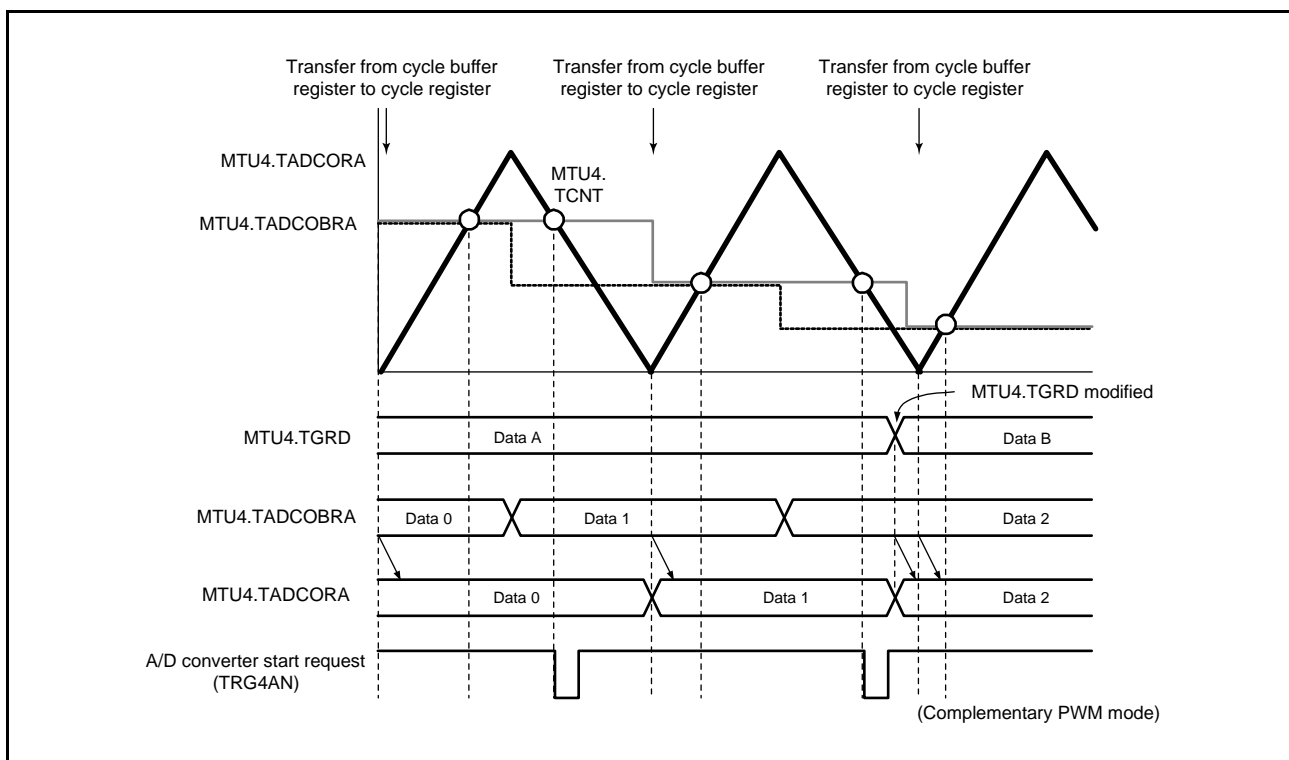 Transfer from cycle buffer
register to cycle register
Transfer from cycle buffer
register to cycle register
Transfer from cycle buffer
register to cycle register
MTU4.TADCORA
MTU4.
TCNT
MTU4.TADCOBRA
MTU4.TGRD modified
MTU4.TGRD
Data A
Data B
MTU4.TADCOBRA
Data 0
Data 1
Data 2
MTU4.TADCORA
Data 0
Data 1
Data 2
A/D converter start request
(TRG4AN)
(Complementary PWM mode)